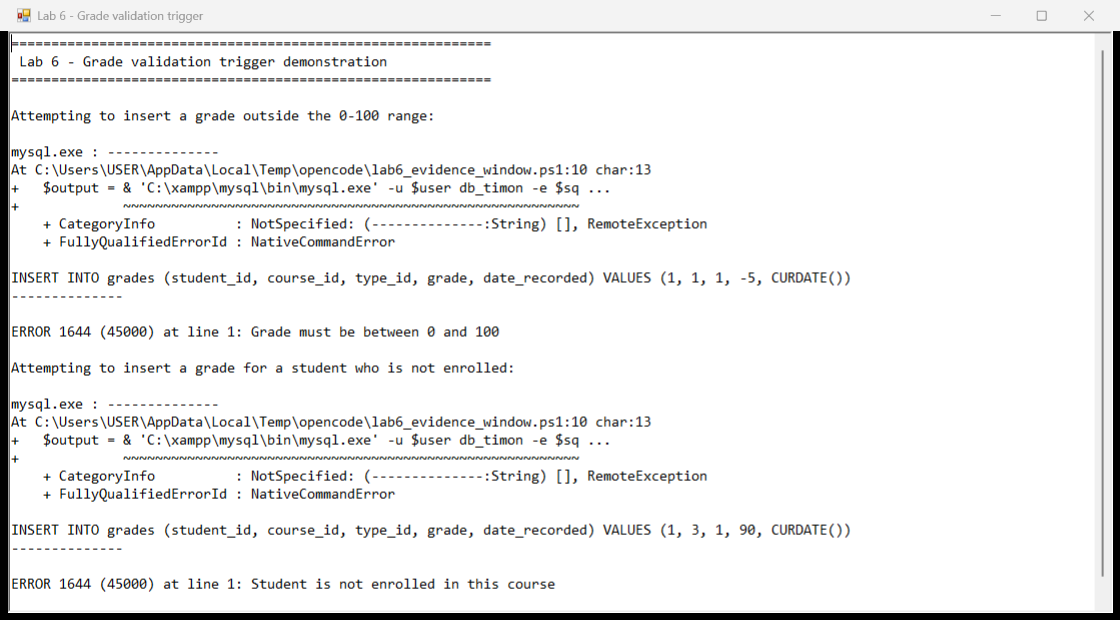 Lab 6 - Grade validation trigger
============================================================
 Lab 6 - Grade validation trigger demonstration
============================================================
Attempting to insert a grade outside the 0-100 range:
mysql.exe : --------------
At C:\Users\USER\AppData\Local\Temp\opencode\lab6_evidence_window.ps1:10 char:13
+   $output = & 'C:\xampp\mysql\bin\mysql.exe' -u $user db_timon -e $sq ...
+             ~~~~~~~~~~~~~~~~~~~~~~~~~~~~~~~~~~~~~~~~~~~~~~~~~~~~~~~~~
    + CategoryInfo          : NotSpecified: (--------------:String) [], RemoteException
    + FullyQualifiedErrorId : NativeCommandError
INSERT INTO grades (student_id, course_id, type_id, grade, date_recorded) VALUES (1, 1, 1, -5, CURDATE())
--------------
ERROR 1644 (45000) at line 1: Grade must be between 0 and 100
Attempting to insert a grade for a student who is not enrolled:
mysql.exe : --------------
At C:\Users\USER\AppData\Local\Temp\opencode\lab6_evidence_window.ps1:10 char:13
+   $output = & 'C:\xampp\mysql\bin\mysql.exe' -u $user db_timon -e $sq ...
+             ~~~~~~~~~~~~~~~~~~~~~~~~~~~~~~~~~~~~~~~~~~~~~~~~~~~~~~~~~
    + CategoryInfo          : NotSpecified: (--------------:String) [], RemoteException
    + FullyQualifiedErrorId : NativeCommandError
INSERT INTO grades (student_id, course_id, type_id, grade, date_recorded) VALUES (1, 3, 1, 90, CURDATE())
--------------
ERROR 1644 (45000) at line 1: Student is not enrolled in this course